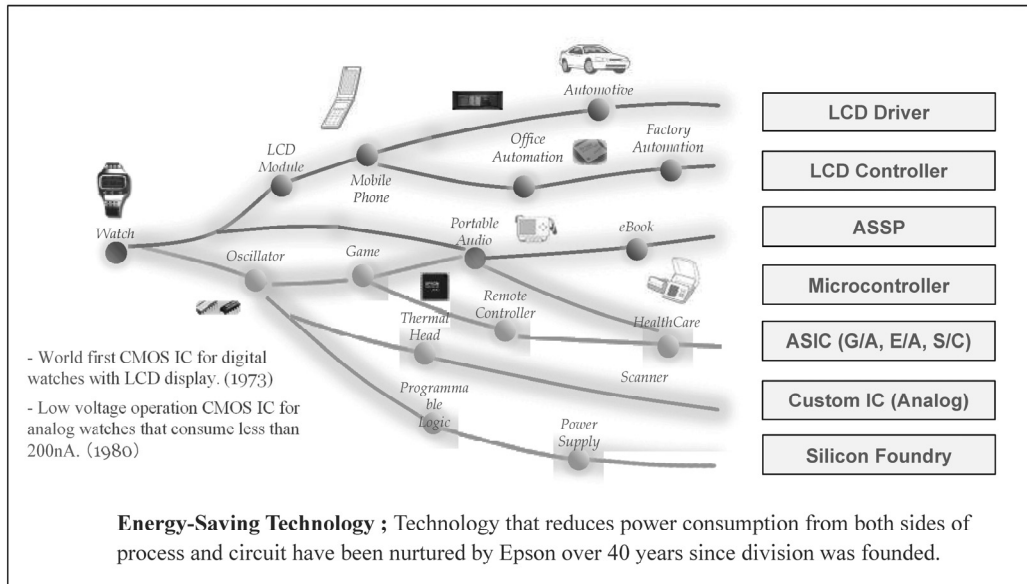 Automotive
LCD Driver
LCD
Module
Office
Automation
Factory
Automation
Mobile
Phone
LCD Controller
Watch
Portable
Audio
eBook
ASSP
Oscillator
Game
Microcontroller
Remote
Controller
Thermal
Head
HealthCare
ASIC (G/A, E/A, S/C)
- World first CMOS IC for digital
watches with LCD display. (1973)
Scanner
Programma
ble
Logic
Custom IC (Analog)
- Low voltage operation CMOS IC for
analog watches that consume less than
200nA. (1980)
Power
Supply
Silicon Foundry
Energy-Saving Technology ; Technology that reduces power consumption from both sides of
process and circuit have been nurtured by Epson over 40 years since division was founded.